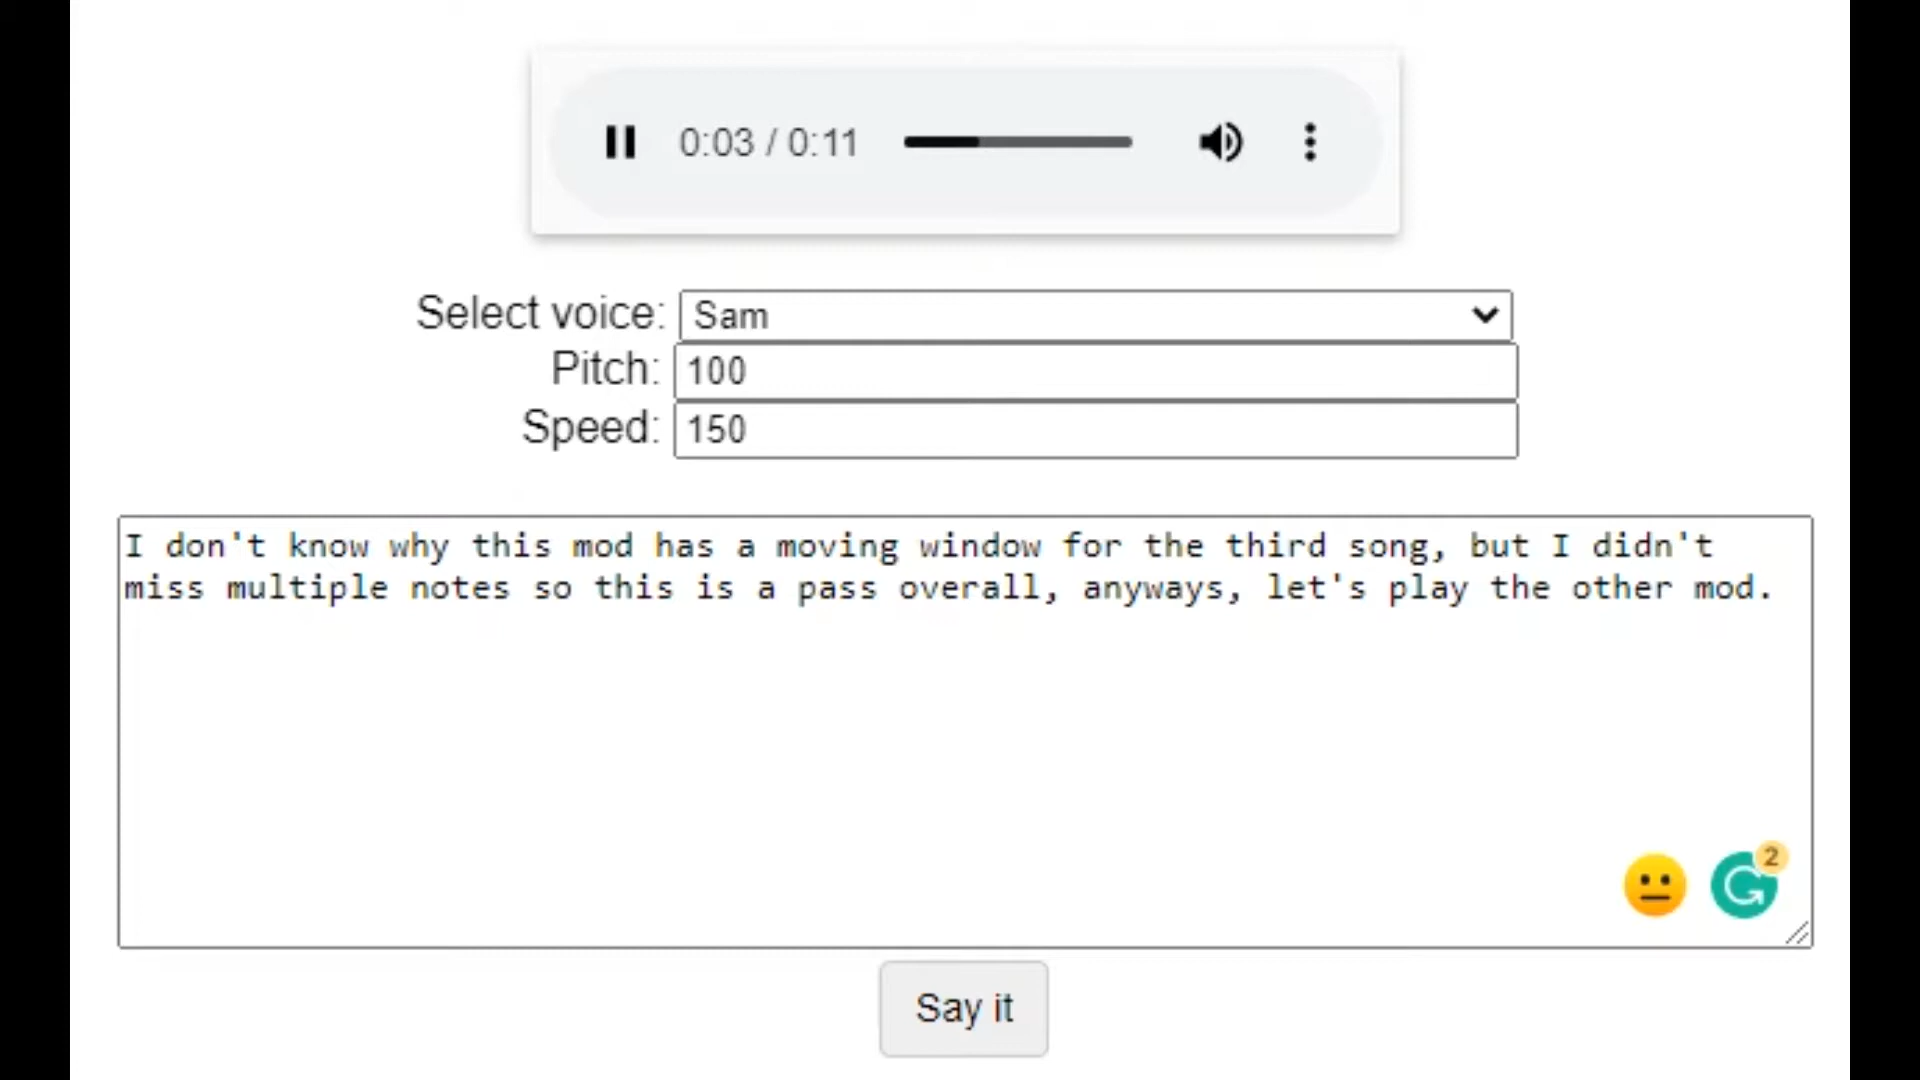 0:03 / 0:11
Select voice: Sam
Pitch: 100
Speed: 150
I don't know why this mod has a moving window for the third song, but I didn't
miss multiple notes so this is a pass overall, anyways, let's play the other mod.
2
Say it